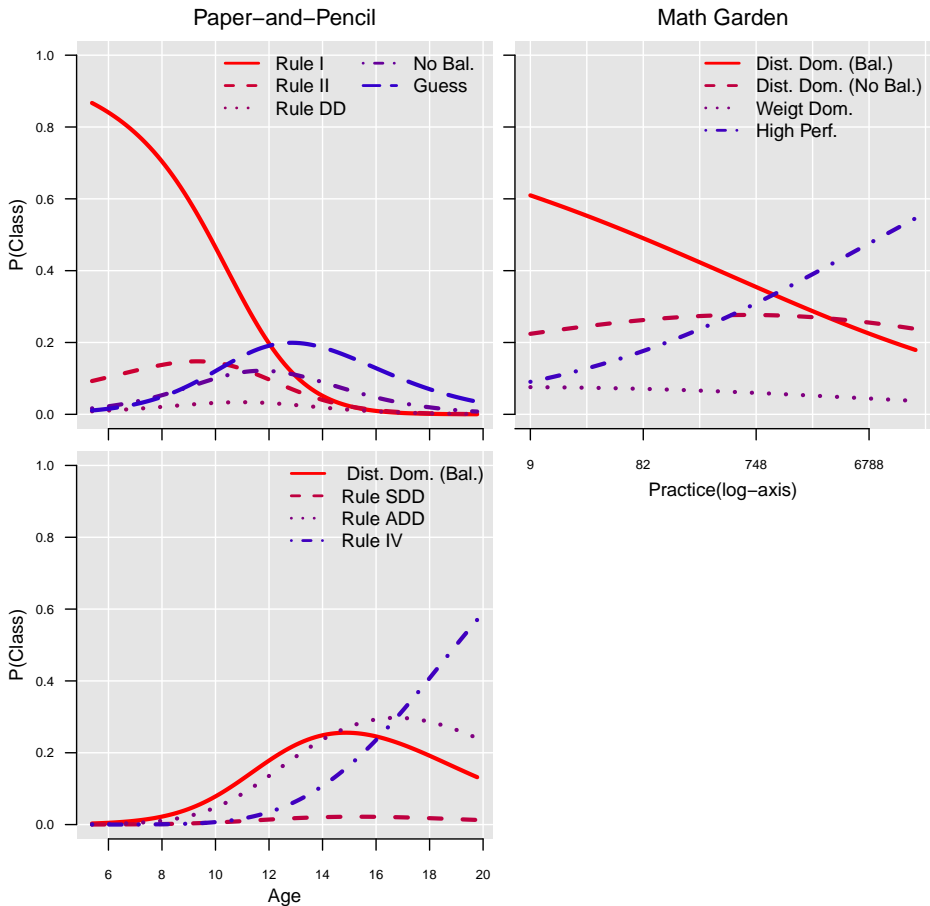 Paper−and−Pencil
Math Garden
P(Class)
1.0
0.8
0.6
0.4
0.2
0.0
Rule I
Rule II
Rule DD
No Bal.
Guess
Dist. Dom. (Bal.)
Dist. Dom. (No Bal.)
Weigt Dom.
High Perf.
9 82 748 6788
Practice(log−axis)
P(Class)
1.0
0.8
0.6
0.4
0.2
0.0
Dist. Dom. (Bal.)
Rule SDD
Rule ADD
Rule IV
6 8 10 12 14 16 18 20
Age